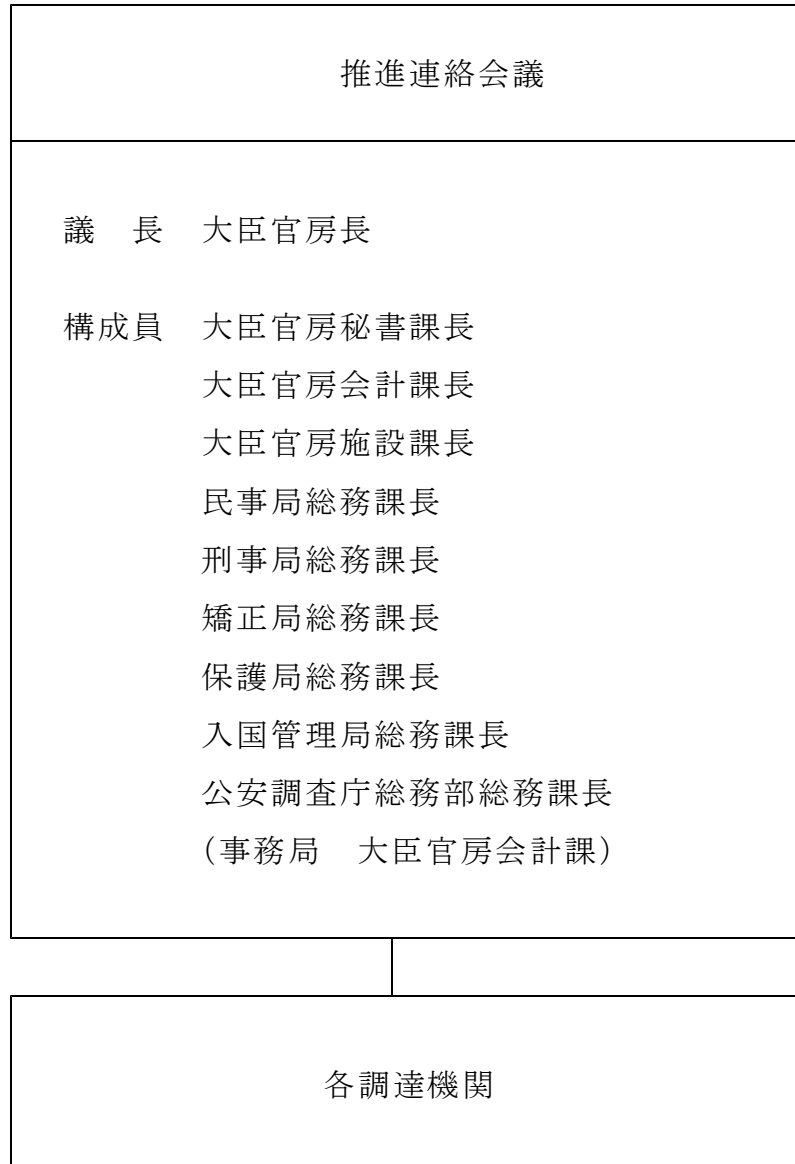 推進連絡会議
議　長　大臣官房長
構成員　大臣官房秘書課長
大臣官房会計課長
大臣官房施設課長
民事局総務課長
刑事局総務課長
矯正局総務課長
保護局総務課長
入国管理局総務課長
公安調査庁総務部総務課長
（事務局　大臣官房会計課）
各調達機関